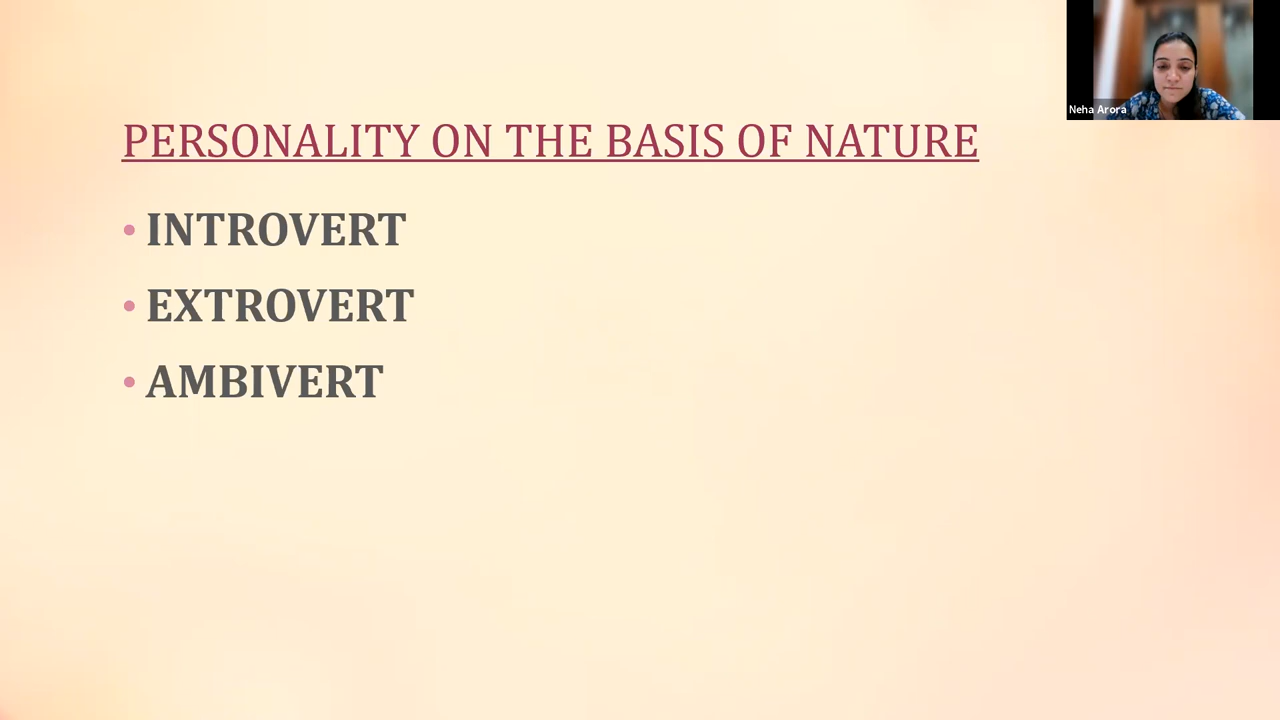 Neha Arora
PERSONALITY ON THE BASIS OF NATURE
• INTROVERT
• EXTROVERT
• AMBIVERT